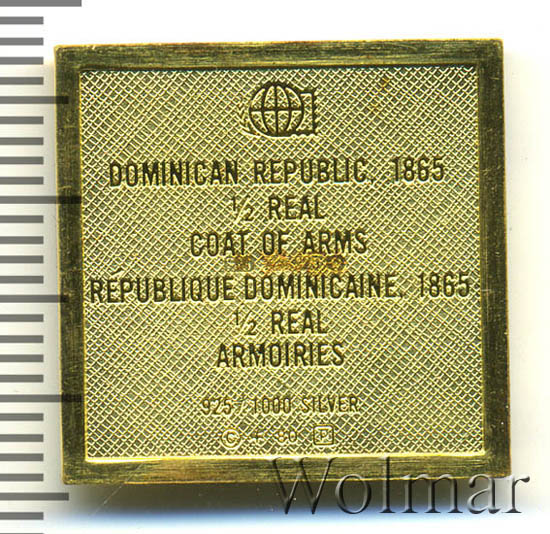 DOMINICAN REPUBLIC, 1865
1/2 REAL
COAT OF ARMS
RÉPUBLIQUE DOMINICAINE, 1865
1/2 REAL
ARMOIRIES
925 / 1000 SILVER
© F 80 F
Wolmar